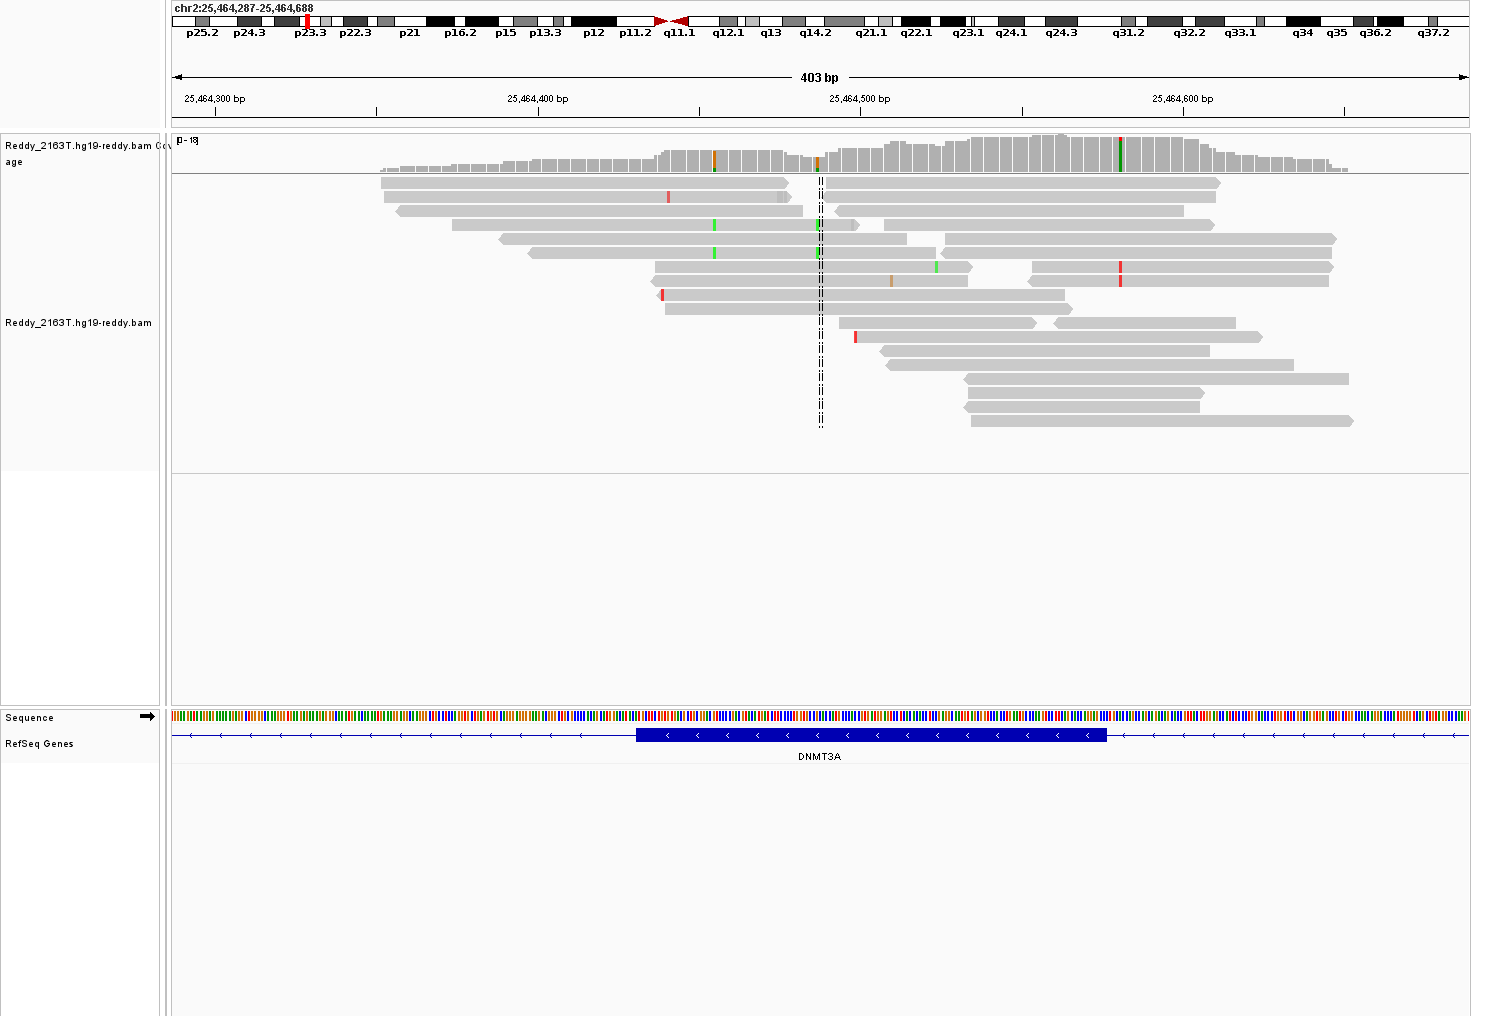 chr2:25,464,287-25,464,688
p25.2 p24.3 p23.3 p22.3 p21 p16.2 p15 p13.3 p12 p11.2 q11.1 q12.1 q13 q14.2 q21.1 q22.1 q23.1 q24.1 q24.3 q31.2 q32.2 q33.1 q34 q35 q36.2 q37.2
403 bp
25,464,300 bp 25,464,400 bp 25,464,500 bp 25,464,600 bp
Reddy_2163T.hg19-reddy.bam Cov
age
[0 - 18]
Reddy_2163T.hg19-reddy.bam
Sequence
RefSeq Genes
DNMT3A